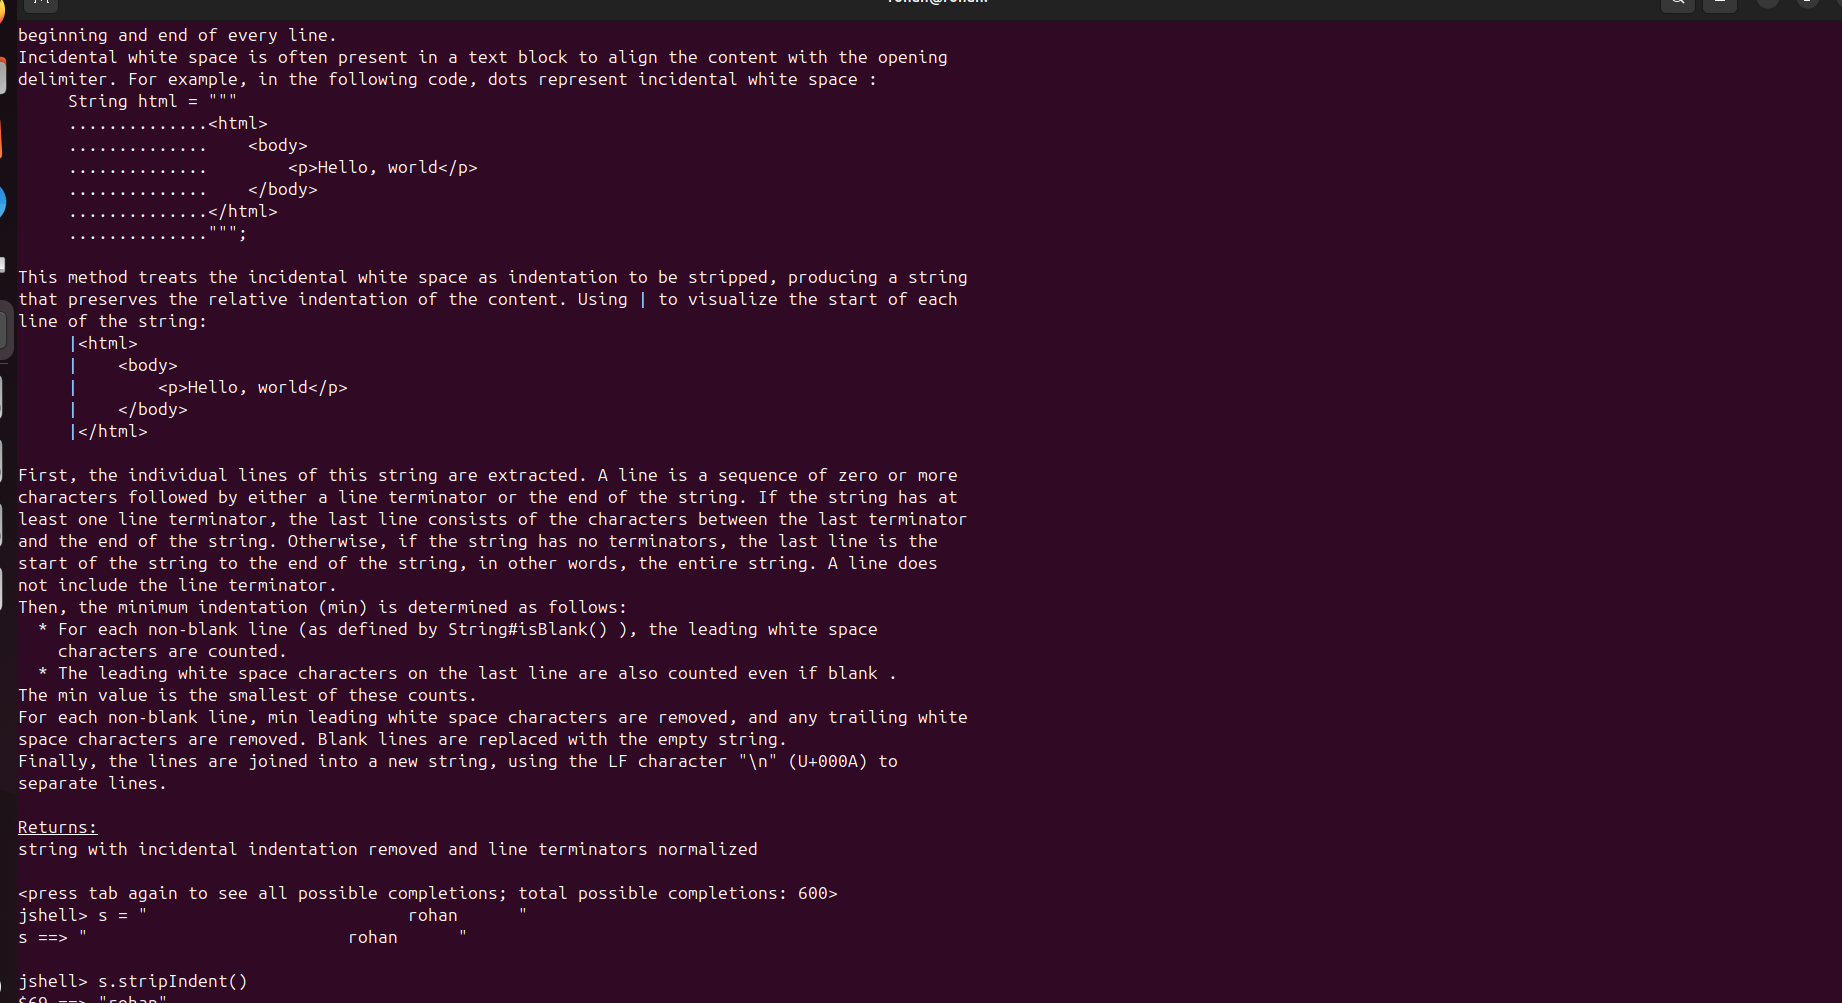 beginning and end of every line.
Incidental white space is often present in a text block to align the content with the opening
delimiter. For example, in the following code, dots represent incidental white space :
     String html = """
     ..............<html>
     ..............    <body>
     ..............        <p>Hello, world</p>
     ..............    </body>
     ..............</html>
     ..............""";
This method treats the incidental white space as indentation to be stripped, producing a string
that preserves the relative indentation of the content. Using | to visualize the start of each
line of the string:
     |<html>
     |    <body>
     |        <p>Hello, world</p>
     |    </body>
     |</html>
First, the individual lines of this string are extracted. A line is a sequence of zero or more
characters followed by either a line terminator or the end of the string. If the string has at
least one line terminator, the last line consists of the characters between the last terminator
and the end of the string. Otherwise, if the string has no terminators, the last line is the
start of the string to the end of the string, in other words, the entire string. A line does
not include the line terminator.
Then, the minimum indentation (min) is determined as follows:
  * For each non-blank line (as defined by String#isBlank() ), the leading white space
    characters are counted.
  * The leading white space characters on the last line are also counted even if blank .
The min value is the smallest of these counts.
For each non-blank line, min leading white space characters are removed, and any trailing white
space characters are removed. Blank lines are replaced with the empty string.
Finally, the lines are joined into a new string, using the LF character "\n" (U+000A) to
separate lines.
Returns:
string with incidental indentation removed and line terminators normalized
<press tab again to see all possible completions; total possible completions: 600>
jshell> s = "                          rohan      "
s ==> "                          rohan      "
jshell> s.stripIndent()
$69 ==> "rohan"